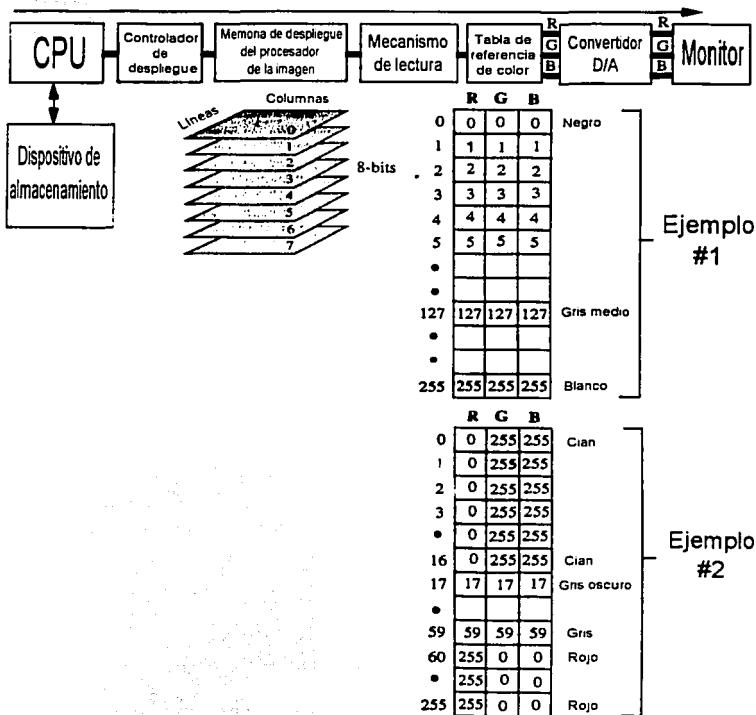 CPU
Controlador
de
despliegue
Memona de despliegue
del procesador
de la imagen
Mecanismo
de lectura
Tabla de
referencia
de color
R
G
B
Convertidor
D/A
R
G
B
Monitor
Dispositivo de
almacenamiento
Líneas
Columnas
0
1
2
3
4
5
6
7
8-bits
R G B
0 0 0 0 Negro
1 1 1 1
2 2 2 2
3 3 3 3
4 4 4 4
5 5 5 5
•
•
127 127 127 127 Gris medio
•
•
255 255 255 255 Blanco
Ejemplo
#1
R G B
0 0 255 255 Cian
1 0 255 255
2 0 255 255
3 0 255 255
• 0 255 255
16 0 255 255 Cian
17 17 17 17 Gris oscuro
•
59 59 59 59 Gris
60 255 0 0 Rojo
• 255 0 0
255 255 0 0 Rojo
Ejemplo
#2